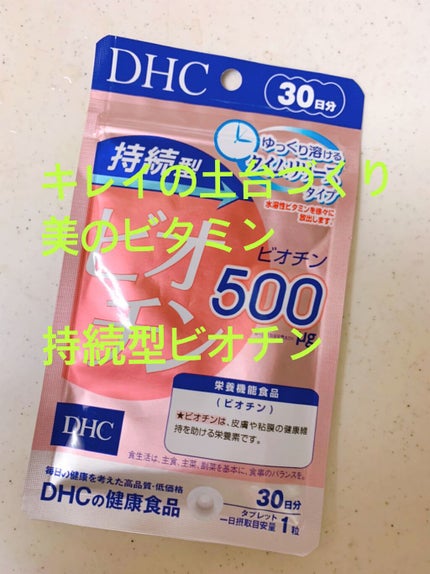 DHC
30日分
ゆっくり溶ける
タイムリリース
タイプ
水溶性ビタミンを徐々に
放出します。
持続型
キレイの土台づくり
美のビタミン
ビオチン
ビオチン
500
μg
持続型ビオチン
栄養機能食品
(ビオチン)
★ビオチンは、皮膚や粘膜の健康維
持を助ける栄養素です。
食生活は、主食、主菜、副菜を基本に、食事のバランスを。
DHC
毎日の健康を考えた高品質・低価格
DHCの健康食品
30日分
タブレット
一日摂取目安量 1粒